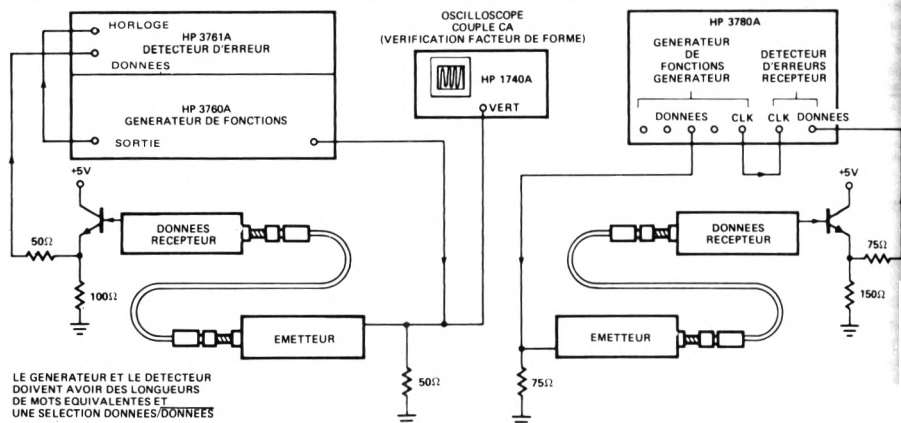 HORLOGE
HP 3761A
DETECTEUR D'ERREUR
DONNEES
HP 3760A
GENERATEUR DE FONCTIONS
SORTIE
OSCILLOSCOPE
COUPLE CA
(VERIFICATION FACTEUR DE FORME)
HP 1740A
VERT
HP 3780A
GENERATEUR
DE
FONCTIONS
GENERATEUR
DETECTEUR
D'ERREURS
RECEPTEUR
DONNEES CLK CLK DONNEES
+5V
50Ω
100Ω
DONNEES
RECEPTEUR
EMETTEUR
50Ω
+5V
DONNEES
RECEPTEUR
75Ω
150Ω
EMETTEUR
75Ω
LE GENERATEUR ET LE DETECTEUR
DOIVENT AVOIR DES LONGUEURS
DE MOTS EQUIVALENTES ET
UNE SELECTION DONNEES/DONNEES